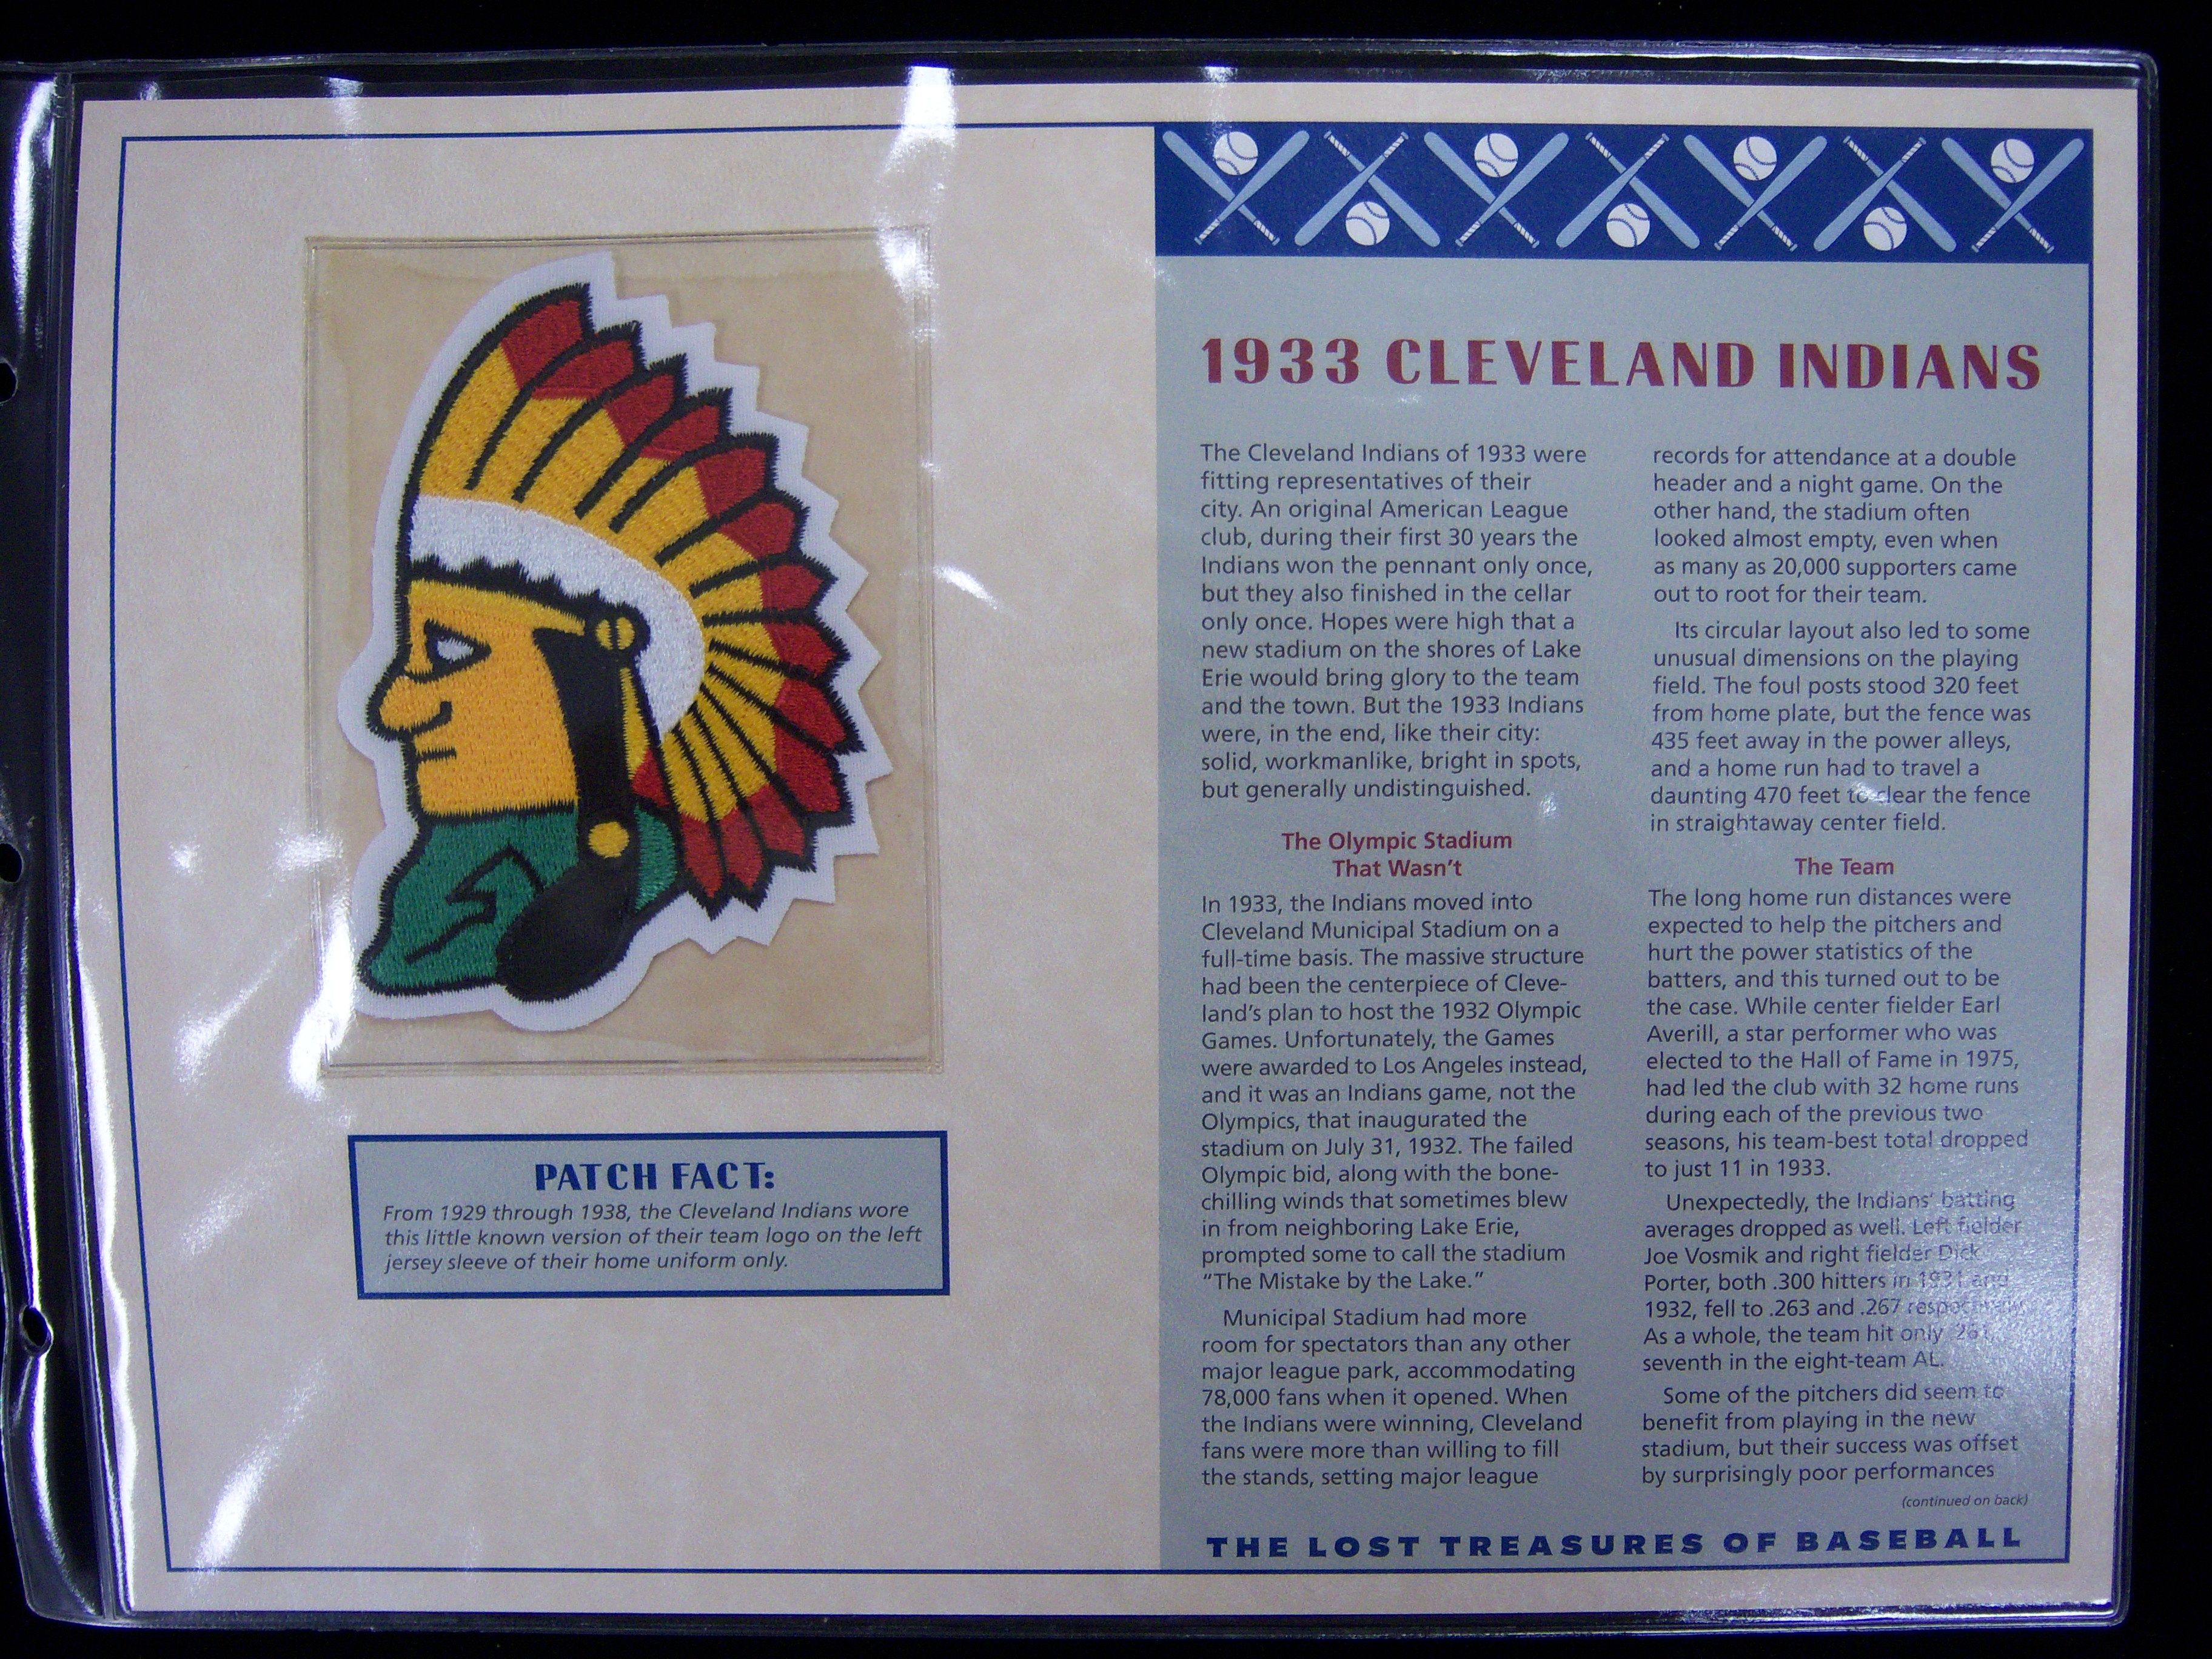 PATCH FACT:
From 1929 through 1938, the Cleveland Indians wore
this little known version of their team logo on the left
jersey sleeve of their home uniform only.
1933 CLEVELAND INDIANS
The Cleveland Indians of 1933 were
fitting representatives of their
city. An original American League
club, during their first 30 years the
Indians won the pennant only once,
but they also finished in the cellar
only once. Hopes were high that a
new stadium on the shores of Lake
Erie would bring glory to the team
and the town. But the 1933 Indians
were, in the end, like their city:
solid, workmanlike, bright in spots,
but generally undistinguished.
The Olympic Stadium
That Wasn't
In 1933, the Indians moved into
Cleveland Municipal Stadium on a
full-time basis. The massive structure
had been the centerpiece of Cleve-
land's plan to host the 1932 Olympic
Games. Unfortunately, the Games
were awarded to Los Angeles instead,
and it was an Indians game, not the
Olympics, that inaugurated the
stadium on July 31, 1932. The failed
Olympic bid, along with the bone-
chilling winds that sometimes blew
in from neighboring Lake Erie,
prompted some to call the stadium
"The Mistake by the Lake."
Municipal Stadium had more
room for spectators than any other
major league park, accommodating
78,000 fans when it opened. When
the Indians were winning, Cleveland
fans were more than willing to fill
the stands, setting major league
records for attendance at a double
header and a night game. On the
other hand, the stadium often
looked almost empty, even when
as many as 20,000 supporters came
out to root for their team.
Its circular layout also led to some
unusual dimensions on the playing
field. The foul posts stood 320 feet
from home plate, but the fence was
435 feet away in the power alleys,
and a home run had to travel a
daunting 470 feet to clear the fence
in straightaway center field.
The Team
The long home run distances were
expected to help the pitchers and
hurt the power statistics of the
batters, and this turned out to be
the case. While center fielder Earl
Averill, a star performer who was
elected to the Hall of Fame in 1975,
had led the club with 32 home runs
during each of the previous two
seasons, his team-best total dropped
to just 11 in 1933.
Unexpectedly, the Indians' batting
averages dropped as well. Left fielder
Joe Vosmik and right fielder Dick
Porter, both .300 hitters in 1931 and
1932, fell to .263 and .267 respectively.
As a whole, the team hit only
seventh in the eight-team AL.
Some of the pitchers did seem to
benefit from playing in the new
stadium, but their success was offset
by surprisingly poor performances
(continued on back)
THE LOST TREASURES OF BASEBALL